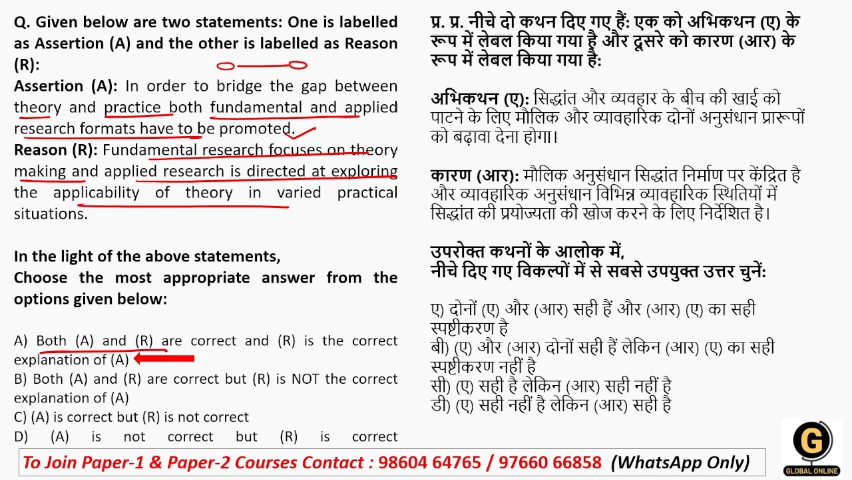 Q. Given below are two statements: One is labelled
as Assertion (A) and the other is labelled as Reason
(R):
Assertion (A): In order to bridge the gap between
theory and practice both fundamental and applied
research formats have to be promoted.
Reason (R): Fundamental research focuses on theory
making and applied research is directed at exploring
the applicability of theory in varied practical
situations.
In the light of the above statements,
Choose the most appropriate answer from the
options given below:
A) Both (A) and (R) are correct and (R) is the correct
explanation of (A)
B) Both (A) and (R) are correct but (R) is NOT the correct
explanation of (A)
C) (A) is correct but (R) is not correct
D) (A) is not correct but (R) is correct
प्र. प्र. नीचे दो कथन दिए गए हैं: एक को अभिकथन (ए) के
रूप में लेबल किया गया है और दूसरे को कारण (आर) के
रूप में लेबल किया गया है:
अभिकथन (ए): सिद्धांत और व्यवहार के बीच की खाई को
पाटने के लिए मौलिक और व्यावहारिक दोनों अनुसंधान प्रारूपों
को बढ़ावा देना होगा।
कारण (आर): मौलिक अनुसंधान सिद्धांत निर्माण पर केंद्रित है
और व्यावहारिक अनुसंधान विभिन्न व्यावहारिक स्थितियों में
सिद्धांत की प्रयोज्यता की खोज करने के लिए निर्देशित है।
उपरोक्त कथनों के आलोक में,
नीचे दिए गए विकल्पों में से सबसे उपयुक्त उत्तर चुनें:
ए) दोनों (ए) और (आर) सही हैं और (आर) (ए) का सही
स्पष्टीकरण है
बी) (ए) और (आर) दोनों सही हैं लेकिन (आर) (ए) का सही
स्पष्टीकरण नहीं है
सी) (ए) सही है लेकिन (आर) सही नहीं है
डी) (ए) सही नहीं है लेकिन (आर) सही है
G
GLOBAL ONLINE
To Join Paper-1 & Paper-2 Courses Contact : 98604 64765 / 97660 66858 (WhatsApp Only)